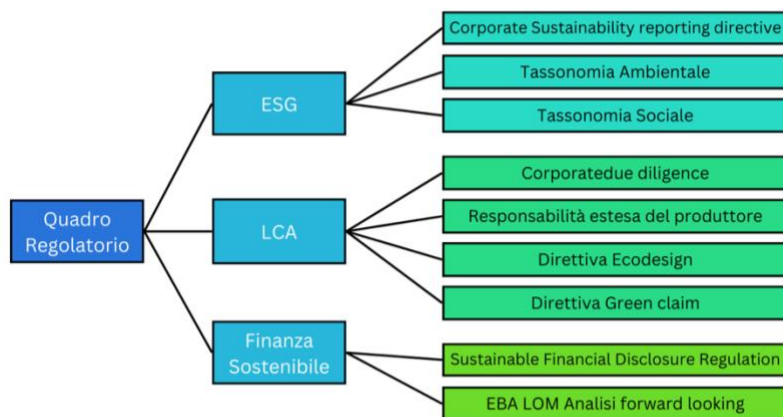 Quadro
Regolatorio
ESG
Corporate Sustainability reporting directive
Tassonomia Ambientale
Tassonomia Sociale
LCA
Corporatedue diligence
Responsabilità estesa del produttore
Direttiva Ecodesign
Direttiva Green claim
Finanza
Sostenibile
Sustainable Financial Disclosure Regulation
EBA LOM Analisi forward looking